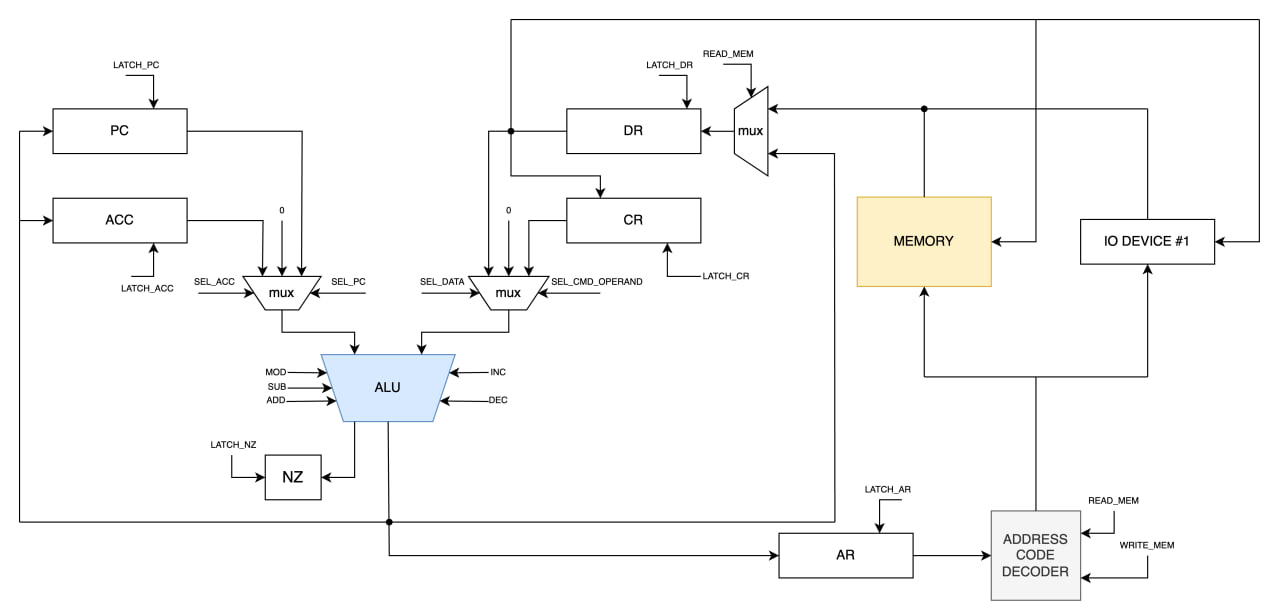 READ_MEM
LATCH_PC
LATCH_DR
PC
DR
mux
ACC
0
0
CR
MEMORY
IO DEVICE #1
LATCH_ACC
LATCH_CR
SEL_ACC
mux
SEL_PC
SEL_DATA
mux
SEL_CMD_OPERAND
MOD
SUB
ADD
ALU
INC
DEC
LATCH_NZ
NZ
LATCH_AR
AR
ADDRESS
CODE
DECODER
READ_MEM
WRITE_MEM